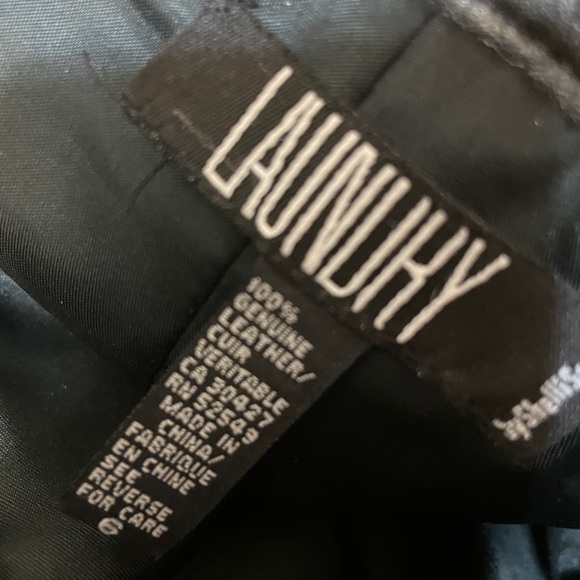 LAUNDRY
100%
GENUINE
LEATHER/
CUIR
VERITABLE
CA 30427
RN 52549
MADE IN
CHINA/
FABRIQUE
EN CHINE
SEE
REVERSE
FOR CARE
6